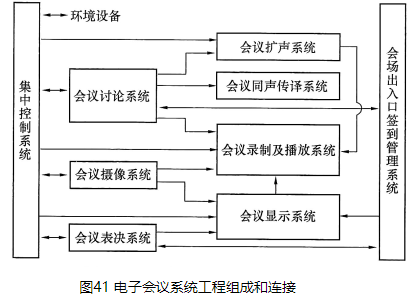 环境设备
集中控制系统
会议扩声系统
会议讨论系统
会议同声传译系统
会议录制及播放系统
会议摄像系统
会议显示系统
会议表决系统
会场出入口签到管理系统
图41 电子会议系统工程组成和连接